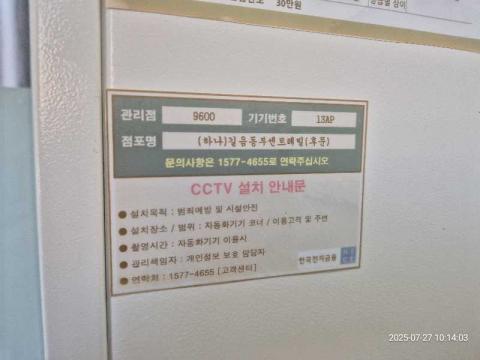 30만원
관리점 9600 기기번호 13AP
점포명 (하나)길음동부센트레빌(후문)
문의사항은 1577-4655로 연락주십시오
CCTV 설치 안내문
● 설치목적 : 범죄예방 및 시설안전
● 설치장소 / 범위 : 자동화기기 코너 / 이용고객 및 주변
● 촬영시간 : 자동화기기 이용시
● 관리책임자 : 개인정보 보호 담당자
● 연락처 : 1577-4655 [고객센터]
한국전자금융
2025-07-27 10:14:03